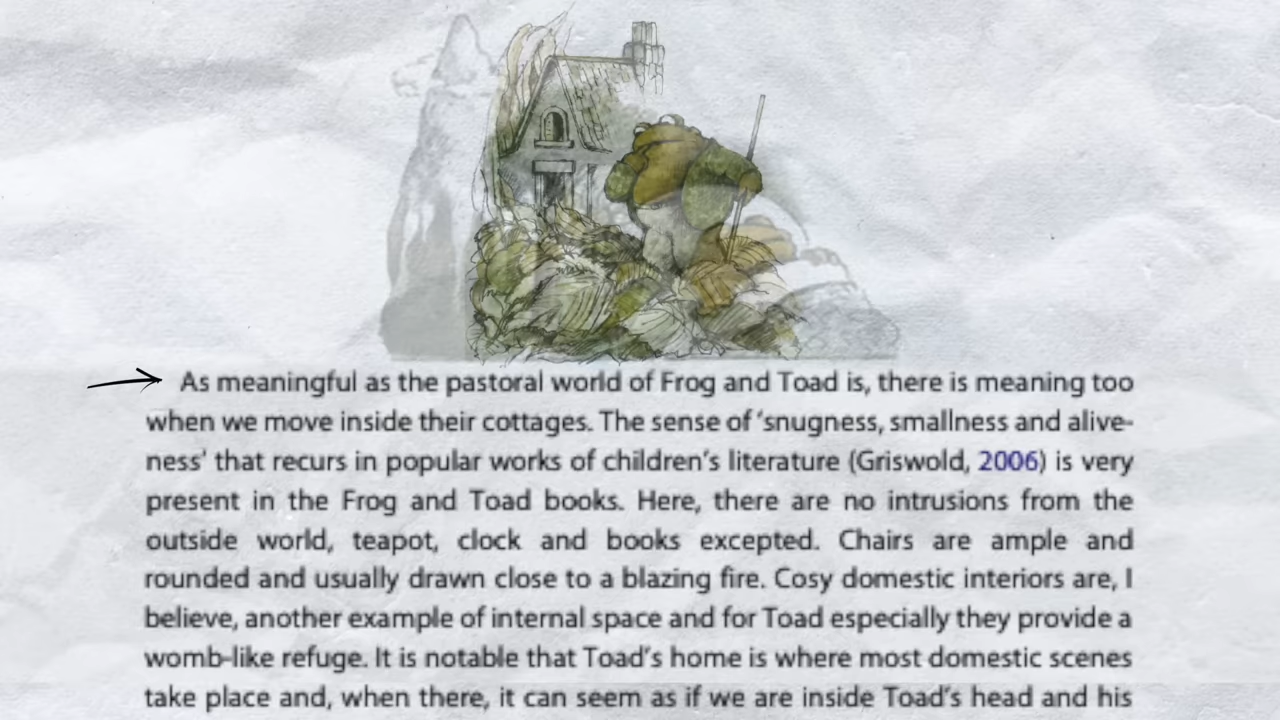 As meaningful as the pastoral world of Frog and Toad is, there is meaning too
when we move inside their cottages. The sense of ‘snugness, smallness and alive-
ness’ that recurs in popular works of children’s literature (Griswold, 2006) is very
present in the Frog and Toad books. Here, there are no intrusions from the
outside world, teapot, clock and books excepted. Chairs are ample and
rounded and usually drawn close to a blazing fire. Cosy domestic interiors are, I
believe, another example of internal space and for Toad especially they provide a
womb-like refuge. It is notable that Toad’s home is where most domestic scenes
take place and, when there, it can seem as if we are inside Toad’s head and his